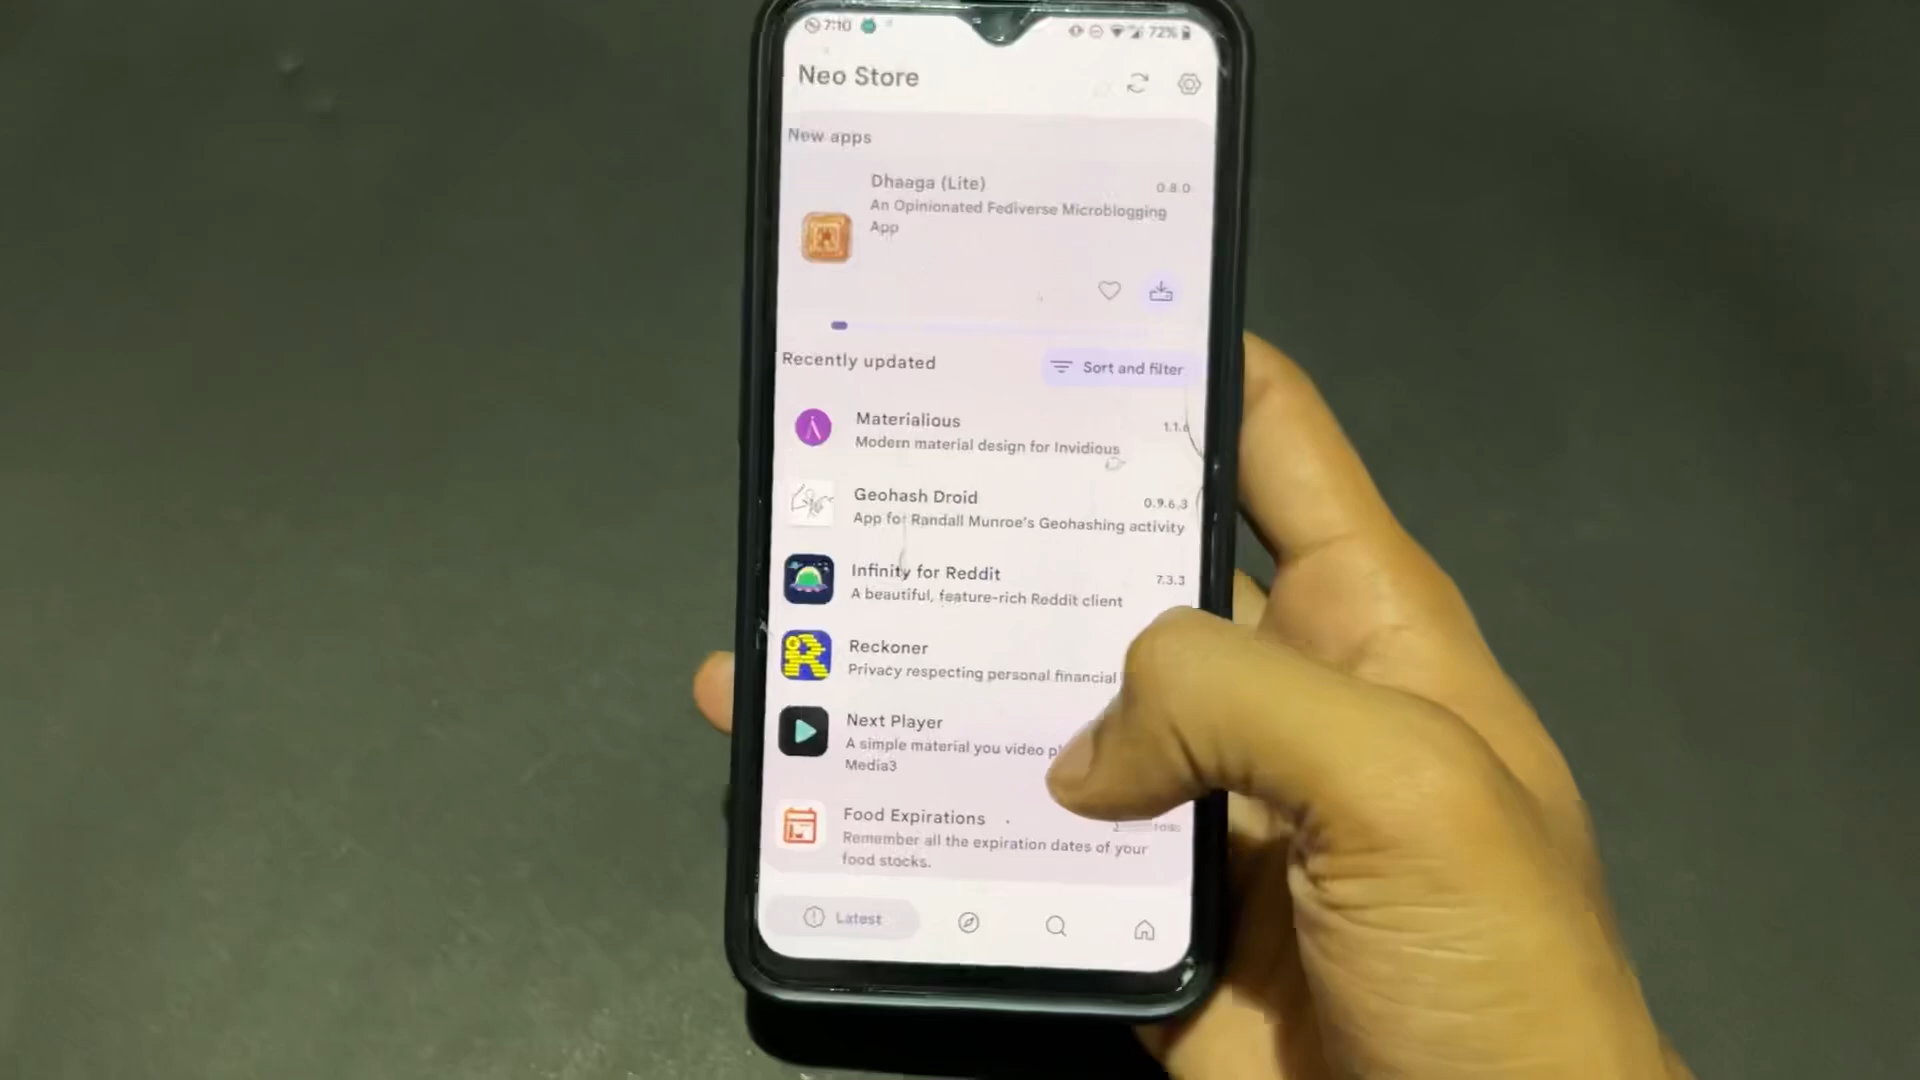 7:10
72%
Neo Store
New apps
Dhaaga (Lite)
0.8.0
An Opinionated Fediverse Microblogging
App
Recently updated
Sort and filter
Materialious
1.1.6
Modern material design for Invidious
Geohash Droid
0.9.6.3
App for Randall Munroe's Geohashing activity
Infinity for Reddit
7.3.3
A beautiful, feature-rich Reddit client
Reckoner
Privacy respecting personal financial
Next Player
A simple material you video
Media3
Food Expirations
Remember all the expiration dates of your
food stocks.
Latest